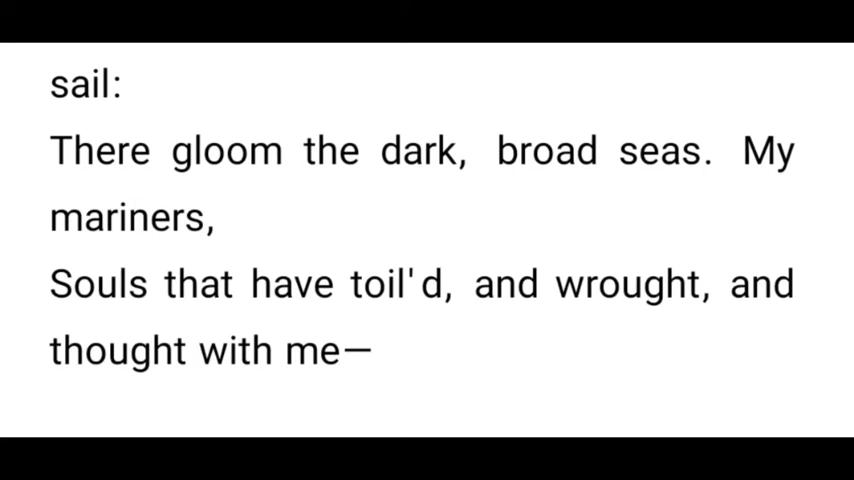 sail:
There gloom the dark, broad seas. My
mariners,
Souls that have toil'd, and wrought, and
thought with me—